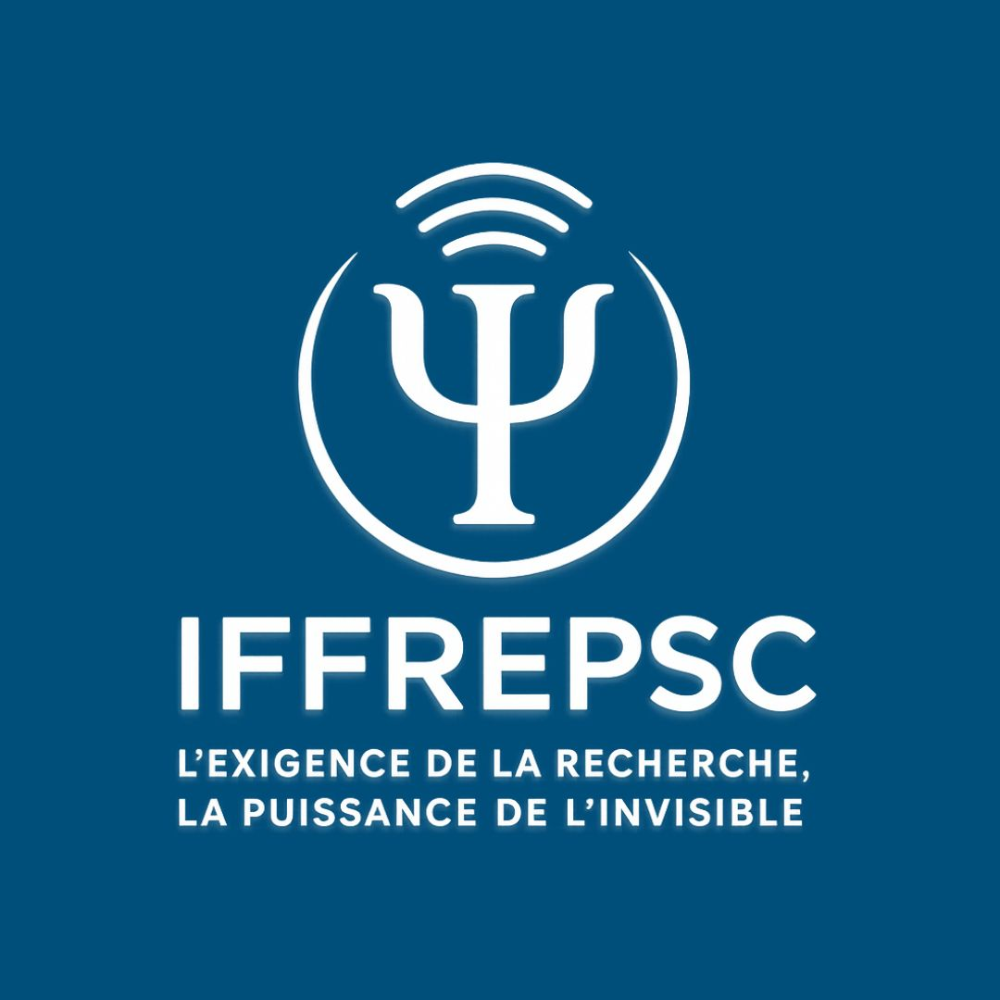 Ψ
IFFREPSC
L’EXIGENCE DE LA RECHERCHE,
LA PUISSANCE DE L’INVISIBLE